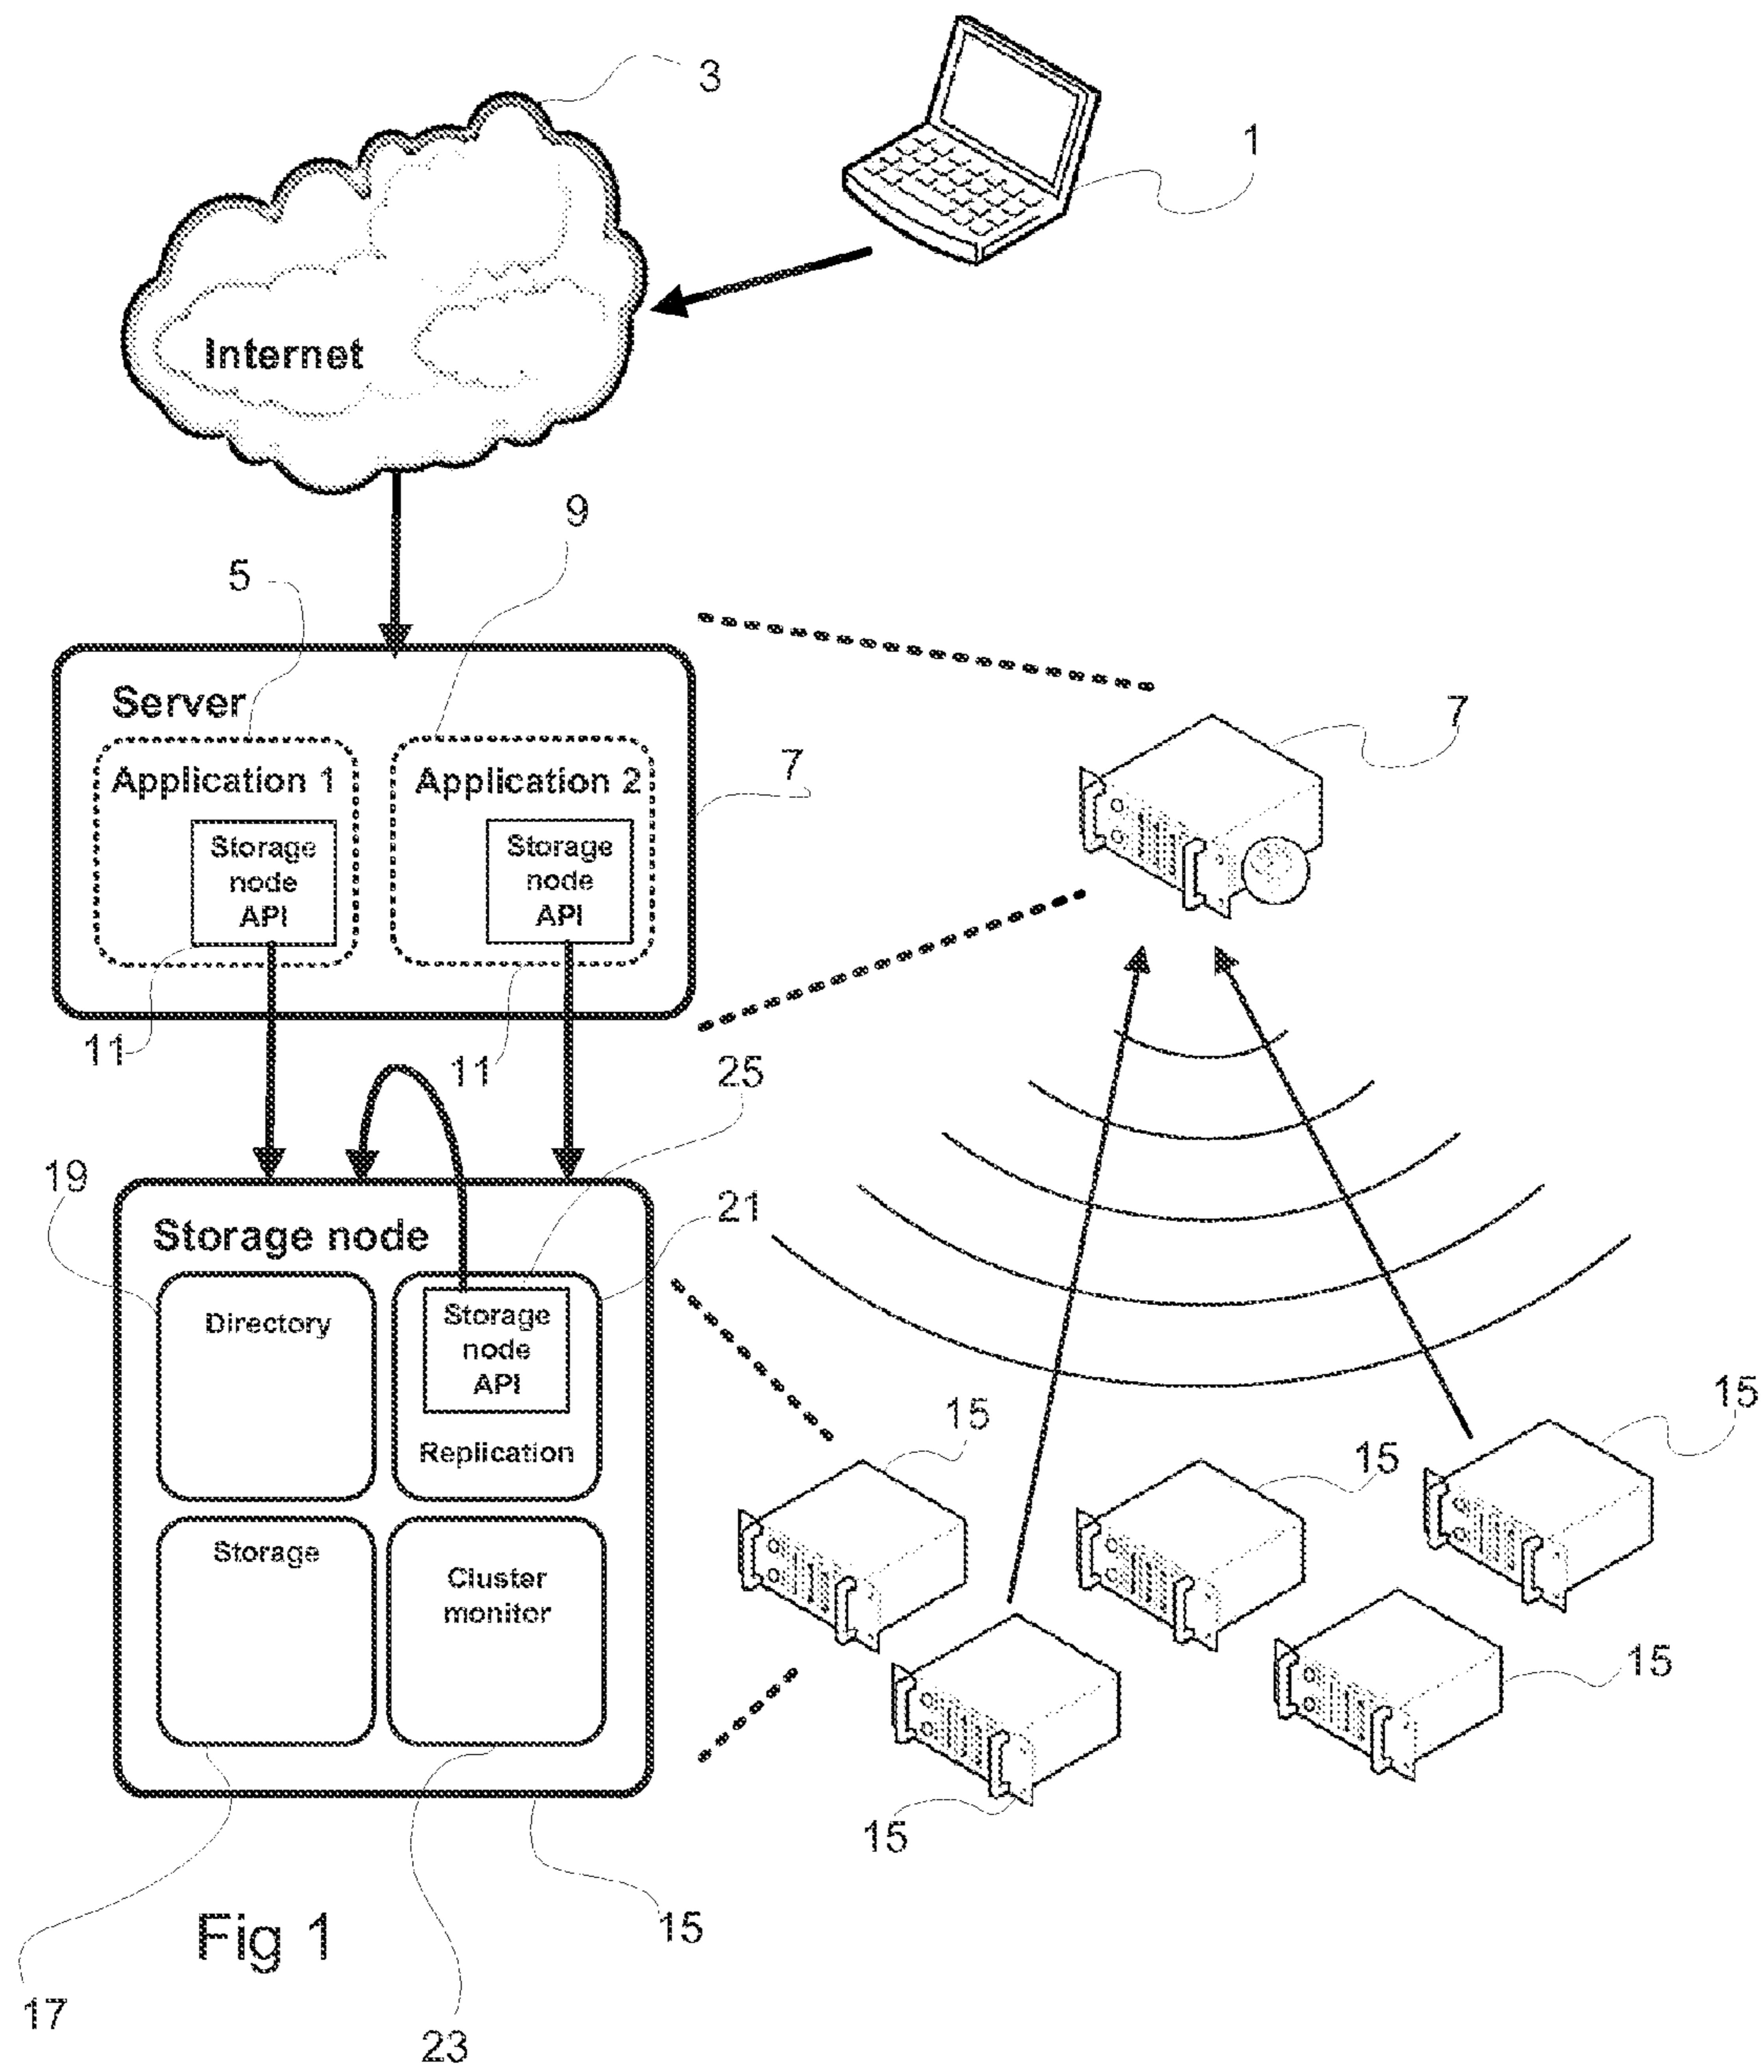 3
1
Internet
9
5
Server
7
7
Application 1
Application 2
Storage
node
API
Storage
node
API
11
11
25
19
21
Storage node
Directory
Storage
node
API
Replication
15
15
15
Storage
Cluster
monitor
15
15
15
Fig 1
17
23